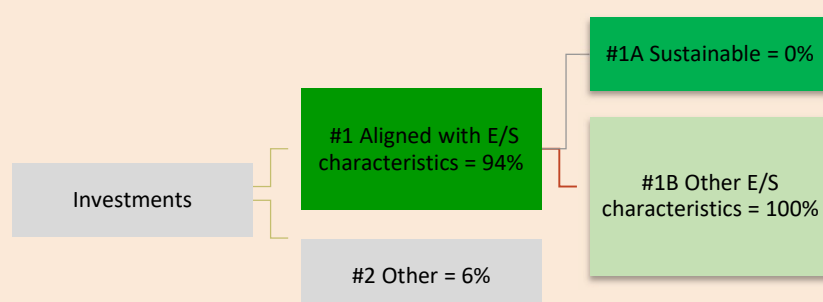 Investments
#1 Aligned with E/S
characteristics = 94%
#2 Other = 6%
#1A Sustainable = 0%
#1B Other E/S
characteristics = 100%